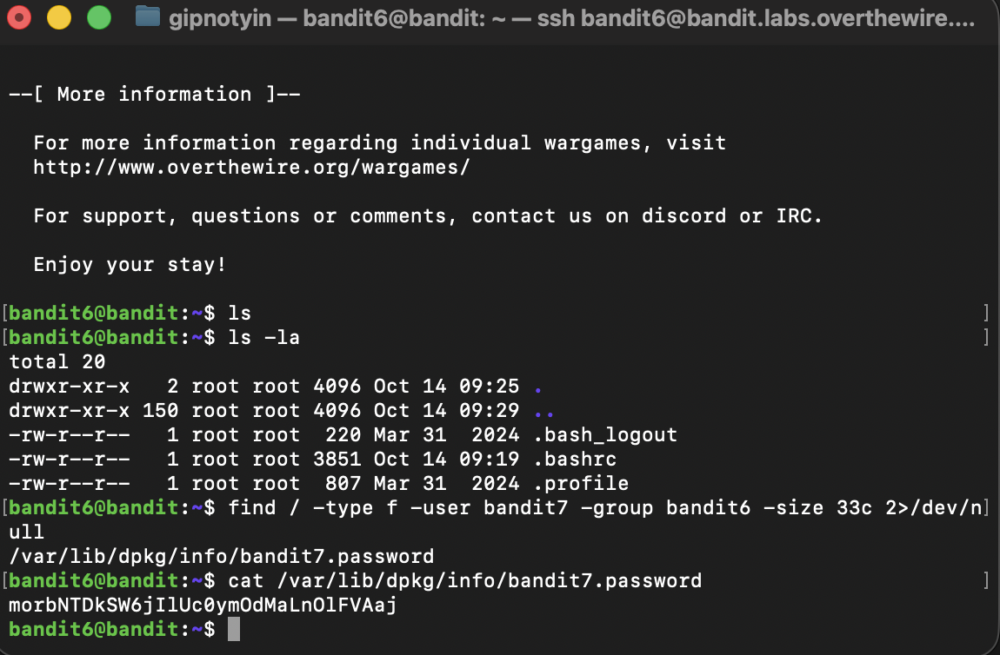 gipnotyin — bandit6@bandit: ~ — ssh bandit6@bandit.labs.overthewire....
--[ More information ]--
For more information regarding individual wargames, visit
http://www.overthewire.org/wargames/
For support, questions or comments, contact us on discord or IRC.
Enjoy your stay!
[bandit6@bandit:~$ ls ]
[bandit6@bandit:~$ ls -la ]
total 20
drwxr-xr-x   2 root root 4096 Oct 14 09:25 .
drwxr-xr-x 150 root root 4096 Oct 14 09:29 ..
-rw-r--r--   1 root root  220 Mar 31  2024 .bash_logout
-rw-r--r--   1 root root 3851 Oct 14 09:19 .bashrc
-rw-r--r--   1 root root  807 Mar 31  2024 .profile
[bandit6@bandit:~$ find / -type f -user bandit7 -group bandit6 -size 33c 2>/dev/n]
ull
/var/lib/dpkg/info/bandit7.password
[bandit6@bandit:~$ cat /var/lib/dpkg/info/bandit7.password ]
morbNTDkSW6jIlUc0ymOdMaLnOlFVAaj
bandit6@bandit:~$